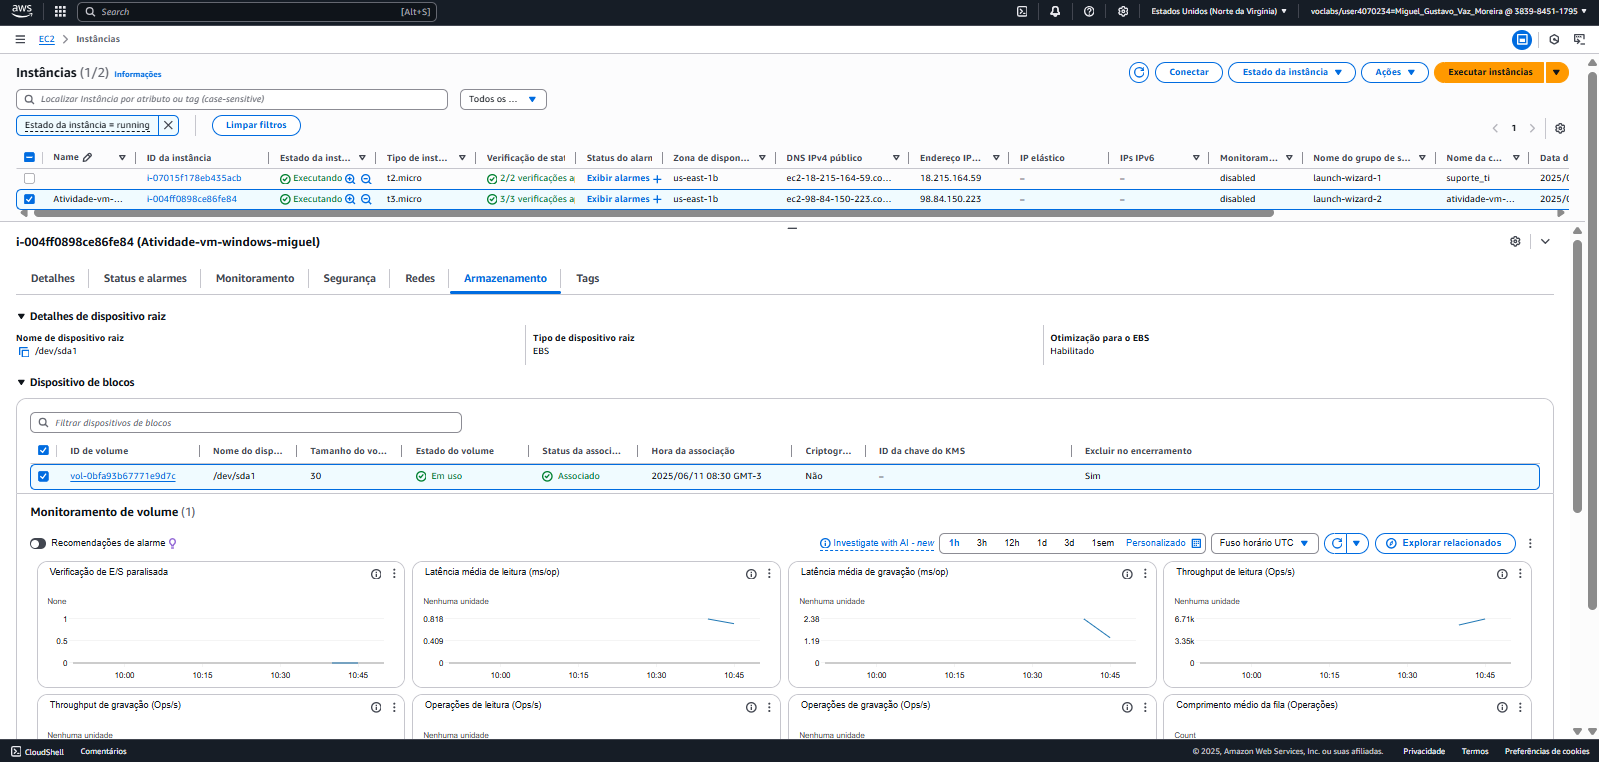 aws Search [Alt+S] Estados Unidos (Norte da Virgínia) voclabs/user4070234=Miguel_Gustavo_Vaz_Moreira @ 3839-8451-1795
EC2 Instâncias
Instâncias (1/2) Informações Conectar Estado da instância Ações Executar instâncias
Localizar Instância por atributo ou tag (case-sensitive) Todos os ...
Estado da instância = running Limpar filtros 1
Name ID da instância Estado da inst... Tipo de inst... Verificação de stat Status do alarm Zona de dispon... DNS IPv4 público Endereço IP... IP elástico IPs IPv6 Monitoram... Nome do grupo de s... Nome da c... Data d
i-07015f178eb435acb Executando t2.micro 2/2 verificações a Exibir alarmes + us-east-1b ec2-18-215-164-59.co... 18.215.164.59 – – disabled launch-wizard-1 suporte_ti 2025/0
Atividade-vm-... i-004ff0898ce86fe84 Executando t3.micro 3/3 verificações a Exibir alarmes + us-east-1b ec2-98-84-150-223.co... 98.84.150.223 – – disabled launch-wizard-2 atividade-vm-... 2025/0
i-004ff0898ce86fe84 (Atividade-vm-windows-miguel)
Detalhes Status e alarmes Monitoramento Segurança Redes Armazenamento Tags
Detalhes de dispositivo raiz
Nome de dispositivo raiz Tipo de dispositivo raiz Otimização para o EBS
/dev/sda1 EBS Habilitado
Dispositivo de blocos
Filtrar dispositivos de blocos
ID de volume Nome do disp... Tamanho do vo... Estado do volume Status da associ... Hora da associação Criptogr... ID da chave do KMS Excluir no encerramento
vol-0bfa93b67771e9d7c /dev/sda1 30 Em uso Associado 2025/06/11 08:30 GMT-3 Não – Sim
Monitoramento de volume (1)
Recomendações de alarme Investigate with AI - new 1h 3h 12h 1d 3d 1sem Personalizado Fuso horário UTC Explorar relacionados
Verificação de E/S paralisada Latência média de leitura (ms/op) Latência média de gravação (ms/op) Throughput de leitura (Ops/s)
None Nenhuma unidade Nenhuma unidade Nenhuma unidade
1 0.818 2.38 6.71k
0.5 0.409 1.19 3.35k
0 0 0 0
10:00 10:15 10:30 10:45 10:00 10:15 10:30 10:45 10:00 10:15 10:30 10:45 10:00 10:15 10:30 10:45
Throughput de gravação (Ops/s) Operações de leitura (Ops/s) Operações de gravação (Ops/s) Comprimento médio da fila (Operações)
Nenhuma unidade Nenhuma unidade Nenhuma unidade Count
CloudShell Comentários © 2025, Amazon Web Services, Inc. ou suas afiliadas. Privacidade Termos Preferências de cookies